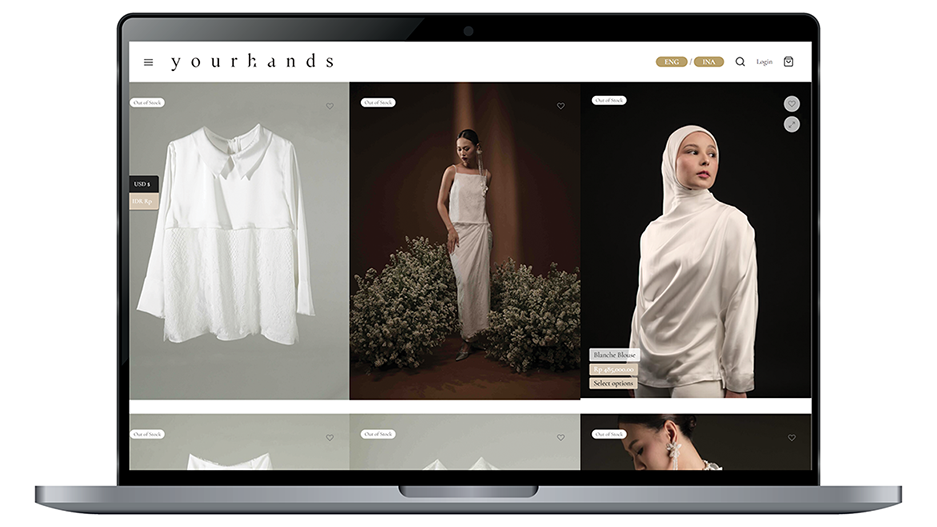 yourhands
ENG / INA
Login
Out of Stock
Out of Stock
Out of Stock
USD $
IDR Rp
Blanche Blouse
Rp 485,000.00
Select options
Out of Stock
Out of Stock
Out of Stock